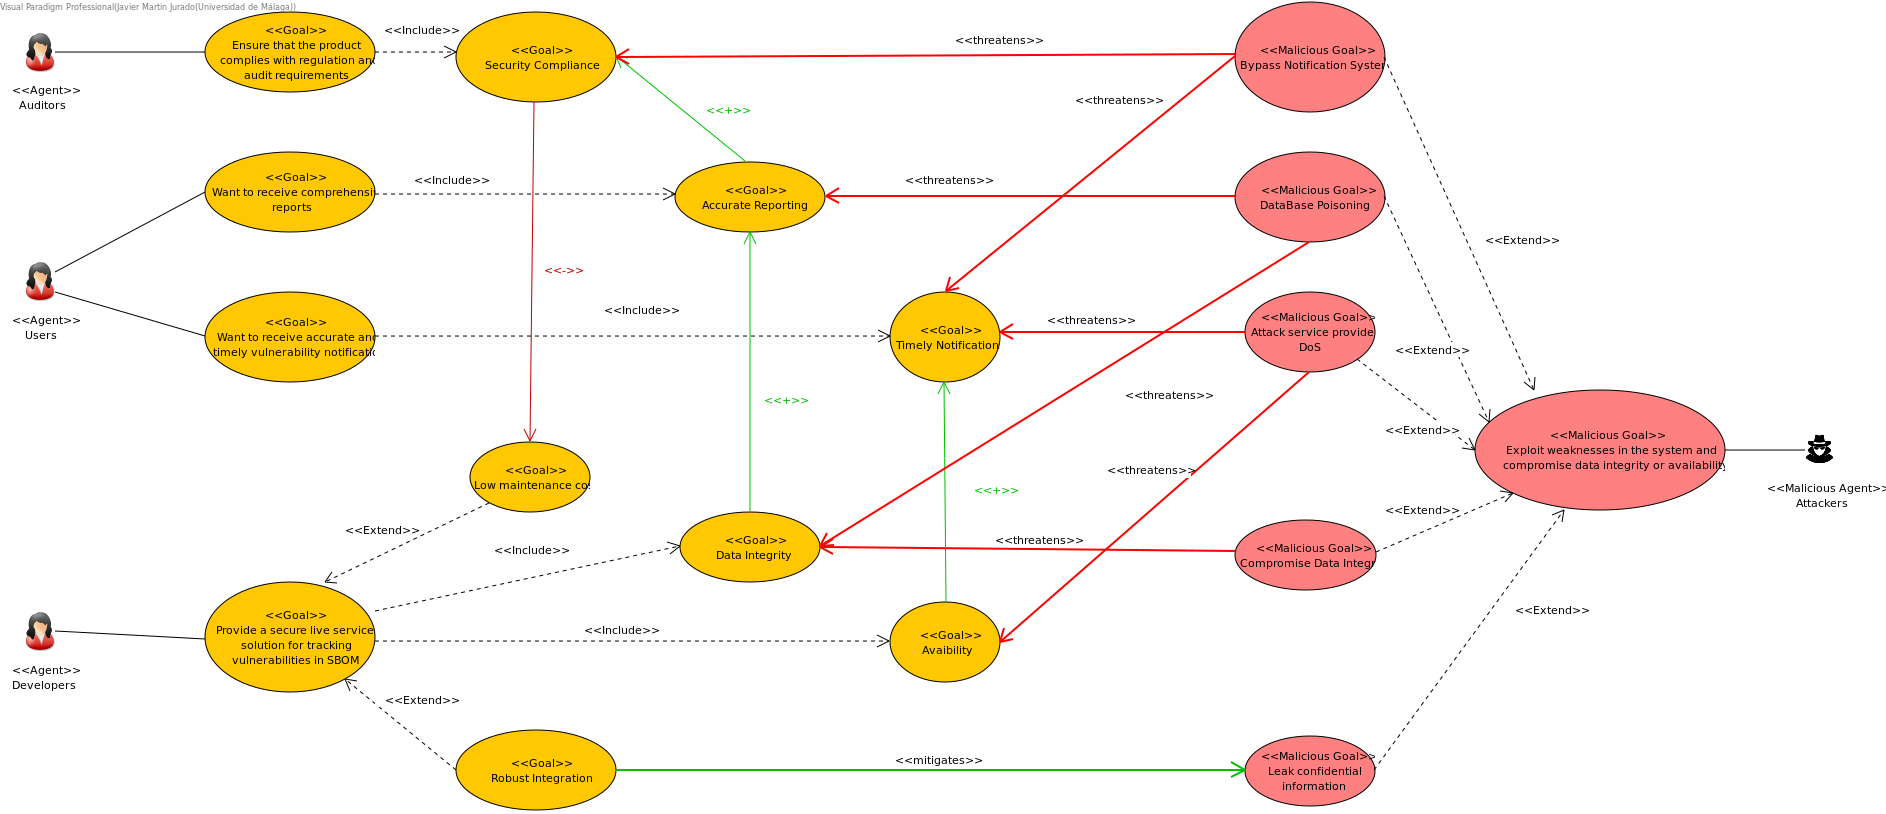 Visual Paradigm Professional(Javier Martin Jurado(Universidad de Málaga))
<<Agent>>
Auditors
<<Goal>>
Ensure that the product
complies with regulation an
audit requirements
<<Include>>
<<Goal>>
Security Compliance
<<threatens>>
<<Malicious Goal>>
Bypass Notification System
<<threatens>>
<<+>>
<<Goal>>
Want to receive comprehensi
reports
<<Include>>
<<Goal>>
Accurate Reporting
<<threatens>>
<<Malicious Goal>>
DataBase Poisoning
<<Extend>>
<<->>
<<Agent>>
Users
<<Goal>>
Want to receive accurate and
timely vulnerability notificatio
<<Include>>
<<Goal>>
Timely Notification
<<threatens>>
<<Malicious Goal>>
Attack service provide
DoS
<<Extend>>
<<+>>
<<threatens>>
<<Extend>>
<<Malicious Goal>>
Exploit weaknesses in the system and
compromise data integrity or availability
<<Malicious Agent>>
Attackers
<<Goal>>
Low maintenance co
<<threatens>>
<<+>>
<<Extend>>
<<Extend>>
<<Include>>
<<Goal>>
Data Integrity
<<threatens>>
<<Malicious Goal>>
Compromise Data Integr
<<Agent>>
Developers
<<Goal>>
Provide a secure live service
solution for tracking
vulnerabilities in SBOM
<<Include>>
<<Goal>>
Avaibility
<<Extend>>
<<Extend>>
<<Goal>>
Robust Integration
<<mitigates>>
<<Malicious Goal>>
Leak confidential
information